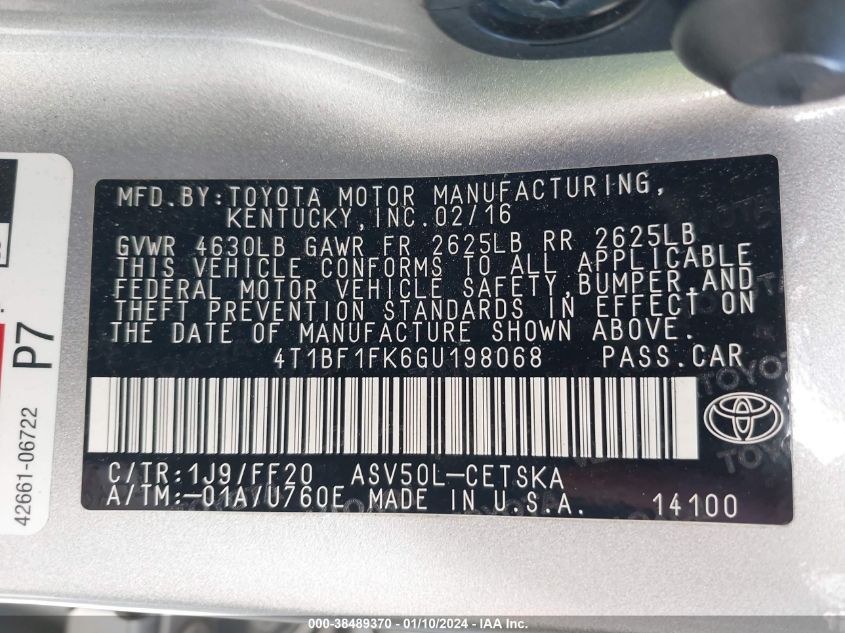 MFD.BY:TOYOTA MOTOR MANUFACTURING,
KENTUCKY,INC.02/16
GVWR 4630LB GAWR FR 2625LB RR 2625LB
THIS VEHICLE CONFORMS TO ALL APPLICABLE
FEDERAL MOTOR VEHICLE SAFETY,BUMPER,AND
THEFT PREVENTION STANDARDS IN EFFECT ON
THE DATE OF MANUFACTURE SHOWN ABOVE.
4T1BF1FK6GU198068 PASS.CAR
C/TR:1J9/FF20 ASV50L-CETSKA
A/TM:-01A/U760E MADE IN U.S.A. 14100
TOYOTA
P7
42661-06722
000-38489370 - 01/10/2024 - IAA Inc.